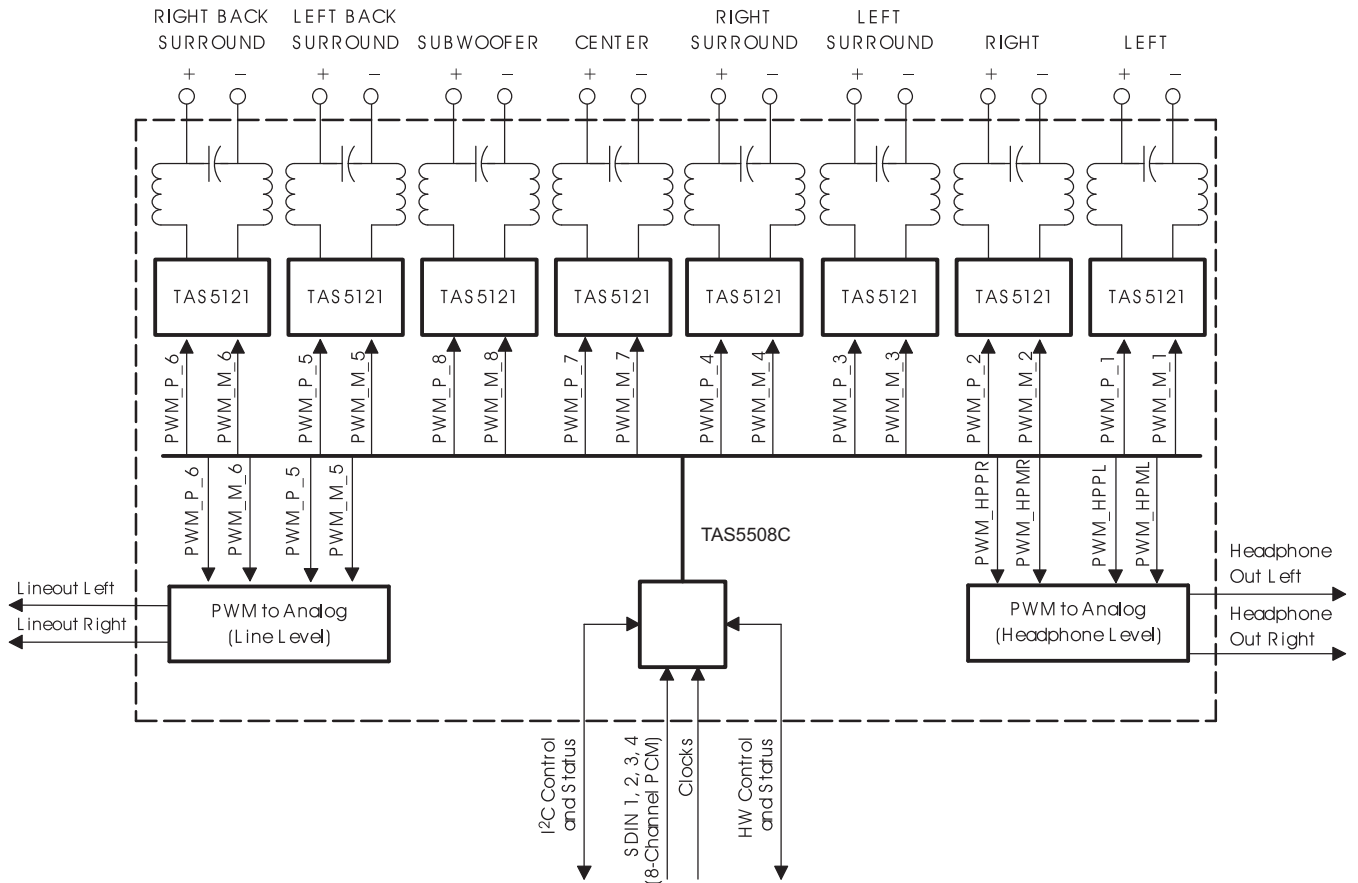 RIGHT BACK
SURROUND
LEFT BACK
SURROUND
SUBWOOFER
CENTER
RIGHT
SURROUND
LEFT
SURROUND
RIGHT
LEFT
+ − + − + − + − + − + − + − + −
TAS5121
TAS5121
TAS5121
TAS5121
TAS5121
TAS5121
TAS5121
TAS5121
PWM_P_6
PWM_M_6
PWM_P_5
PWM_M_5
PWM_P_8
PWM_M_8
PWM_P_7
PWM_M_7
PWM_P_4
PWM_M_4
PWM_P_3
PWM_M_3
PWM_P_2
PWM_M_2
PWM_P_1
PWM_M_1
PWM_P_6
PWM_M_6
PWM_P_5
PWM_M_5
PWM_HPPR
PWM_HPMR
PWM_HPPL
PWM_HPML
TAS5508C
Lineout Left
Lineout Right
PWM to Analog
(Line Level)
PWM to Analog
(Headphone Level)
Headphone
Out Left
Headphone
Out Right
I²C Control
and Status
SDIN 1, 2, 3, 4
(8-Channel PCM)
Clocks
HW Control
and Status